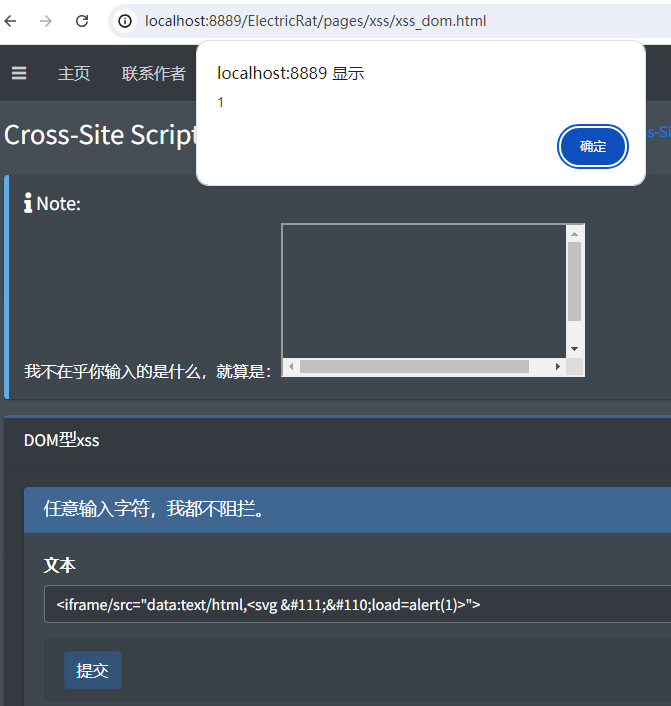 localhost:8889/ElectricRat/pages/xss/xss_dom.html
主页 联系作者
localhost:8889 显示
1
确定
Cross-Site Script
Note:
我不在乎你输入的是什么，就算是：
DOM型xss
任意输入字符，我都不阻拦。
文本
<iframe/src="data:text/html,<svg &#111;&#110;load=alert(1)>">
提交